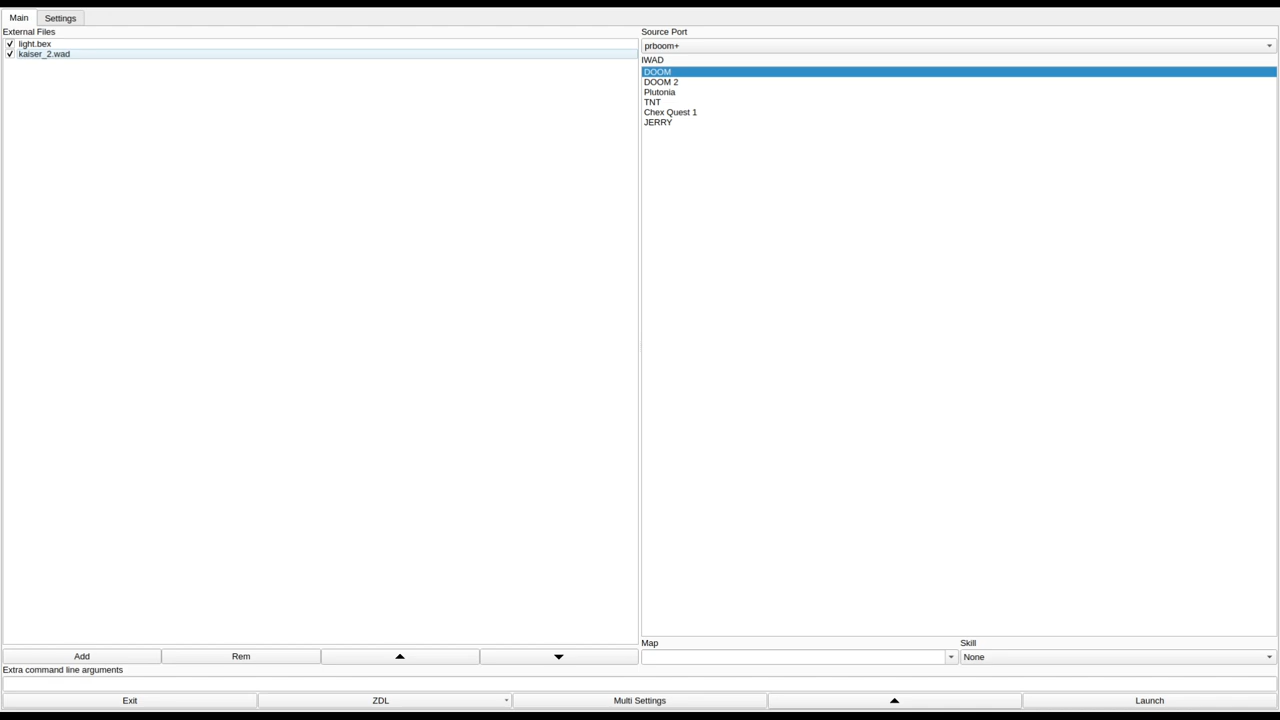 Main Settings
External Files
light.bex
kaiser_2.wad
Source Port
prboom+
IWAD
DOOM
DOOM 2
Plutonia
TNT
Chex Quest 1
JERRY
Map Skill
None
Add Rem
Extra command line arguments
Exit ZDL Multi Settings Launch